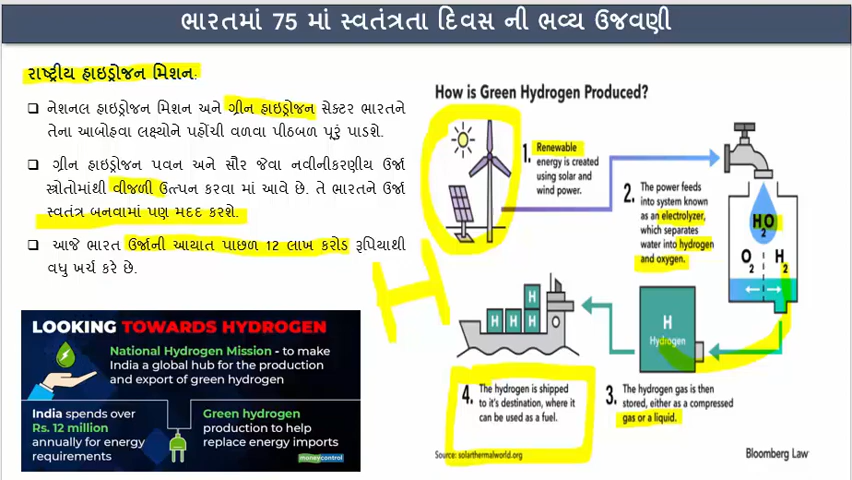 ભારતમાં 75 માં સ્વતંત્રતા દિવસ ની ભવ્ય ઉજવણી
રાષ્ટ્રીય હાઇડ્રોજન મિશન:
નેશનલ હાઇડ્રોજન મિશન અને ગ્રીન હાઇડ્રોજન સેક્ટર ભારતને
તેના આબોહવા લક્ષ્યોને પહોંચી વળવા પીઠબળ પૂરું પાડશે.
ગ્રીન હાઇડ્રોજન પવન અને સૌર જેવા નવીનીકરણીય ઉર્જા
સ્ત્રોતોમાંથી વીજળી ઉત્પન કરવા માં આવે છે. તે ભારતને ઉર્જા
સ્વતંત્ર બનવામાં પણ મદદ કરશે.
આજે ભારત ઉર્જાની આયાત પાછળ 12 લાખ કરોડ રૂપિયાથી
વધુ ખર્ચ કરે છે.
LOOKING TOWARDS HYDROGEN
National Hydrogen Mission - to make
India a global hub for the production
and export of green hydrogen
India spends over
Rs. 12 million
annually for energy
requirements
Green hydrogen
production to help
replace energy imports
moneycontrol
How is Green Hydrogen Produced?
1. Renewable
energy is created
using solar and
wind power.
2. The power feeds
into system known
as an electrolyzer,
which separates
water into hydrogen
and oxygen.
H2O
O2 H2
H
H
H H H
H
Hydrogen
4. The hydrogen is shipped
to it's destination, where it
can be used as a fuel.
3. The hydrogen gas is then
stored, either as a compressed
gas or a liquid.
Source: solarthermalworld.org
Bloomberg Law